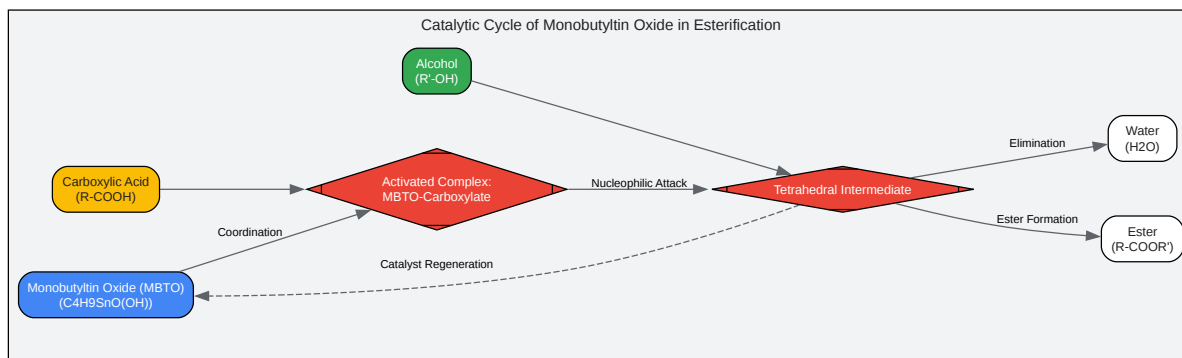 Catalytic Cycle of Monobutyltin Oxide in Esterification
Alcohol
(R'-OH)
Water
(H2O)
Elimination
Carboxylic Acid
(R-COOH)
Activated Complex:
MBTO-Carboxylate
Nucleophilic Attack
Tetrahedral Intermediate
Ester Formation
Ester
(R-COOR')
Coordination
Catalyst Regeneration
Monobutyltin Oxide (MBTO)
(C4H9SnO(OH))